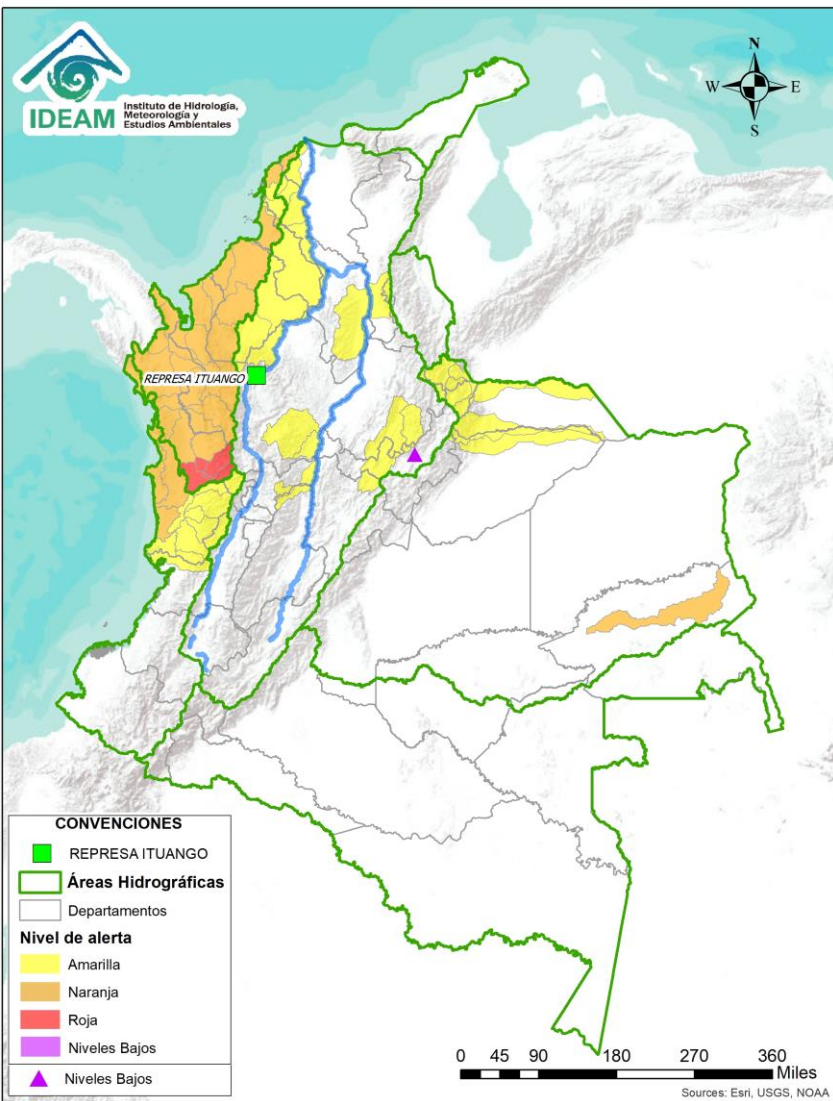 IDEAM
Instituto de Hidrología,
Meteorología y
Estudios Ambientales
N
W
E
S
REPRESA ITUANGO
CONVENCIONES
REPRESA ITUANGO
Áreas Hidrográficas
Departamentos
Nivel de alerta
Amarilla
Naranja
Roja
Niveles Bajos
Niveles Bajos
0 45 90 180 270 360
Miles
Sources: Esri, USGS, NOAA